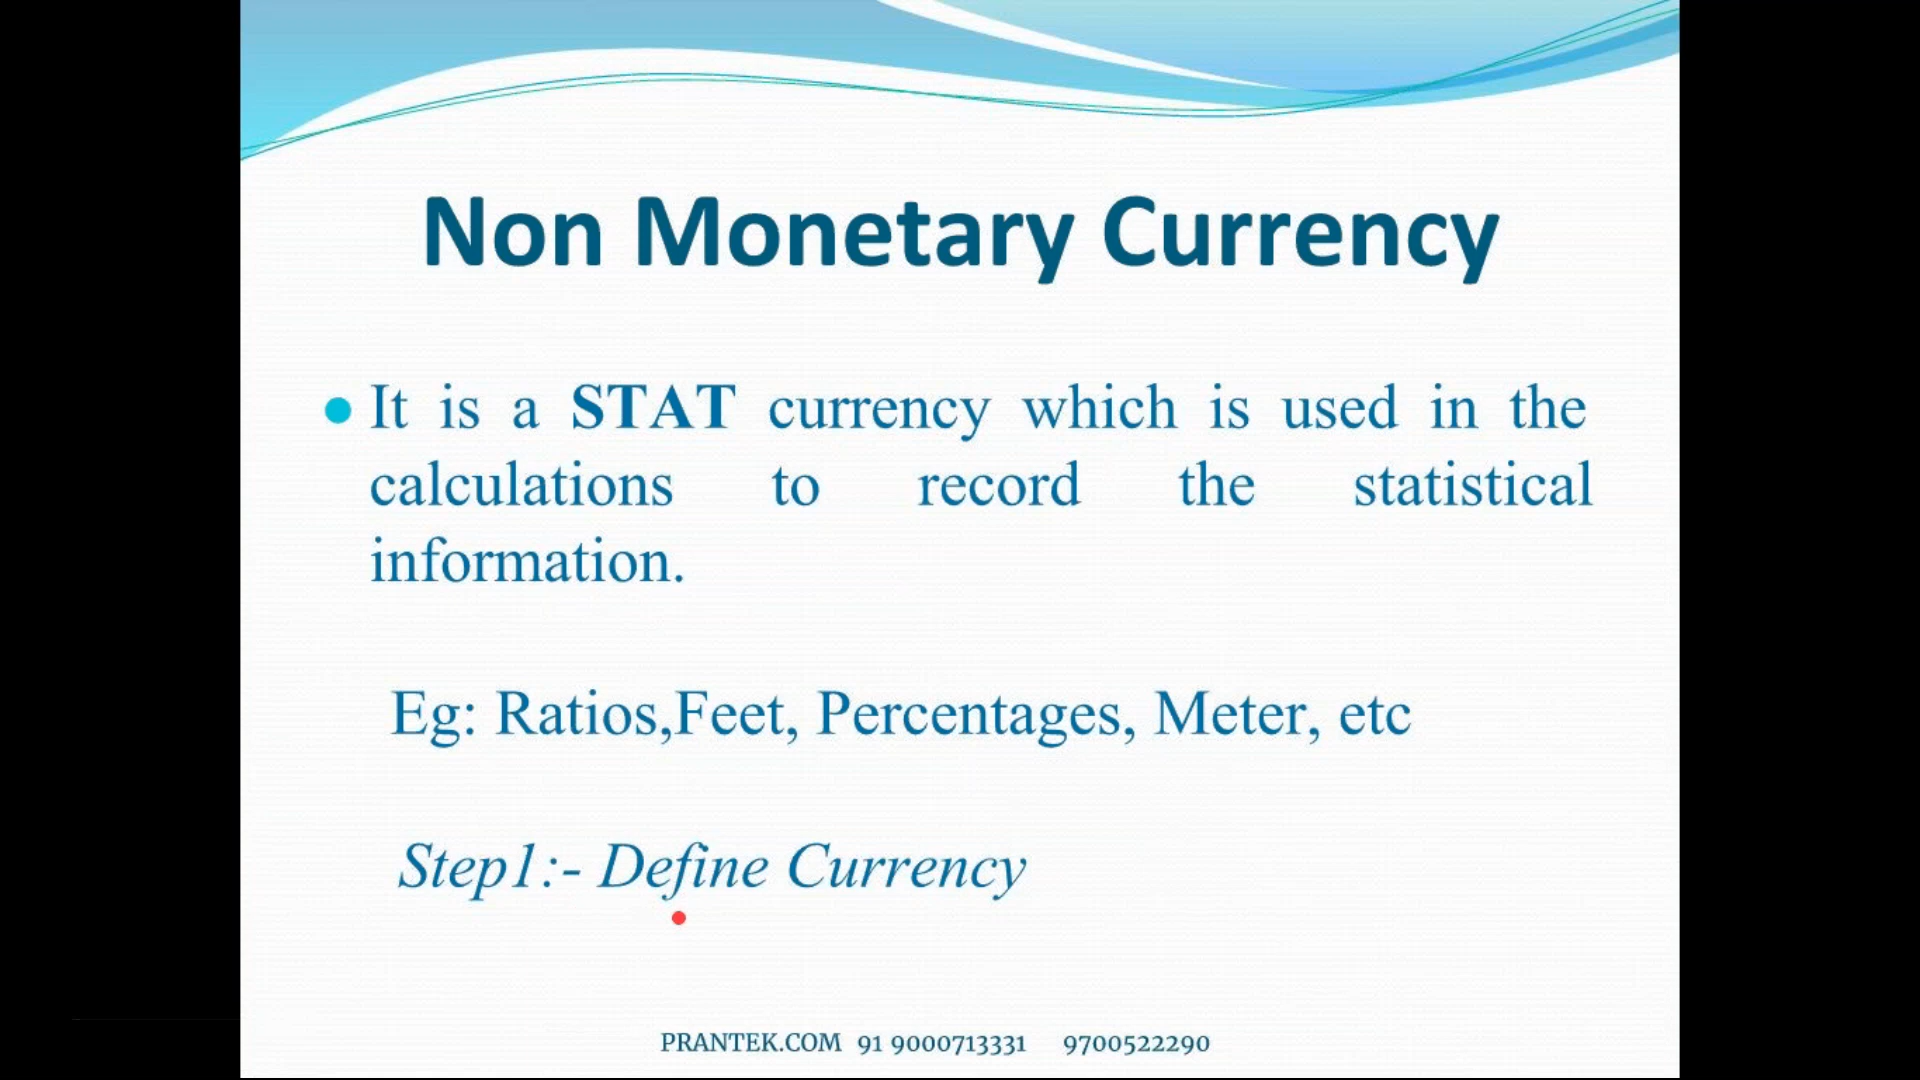 Non Monetary Currency
It is a STAT currency which is used in the
calculations to record the statistical
information.
Eg: Ratios,Feet, Percentages, Meter, etc
Step1:- Define Currency
PRANTEK.COM 91 9000713331 9700522290